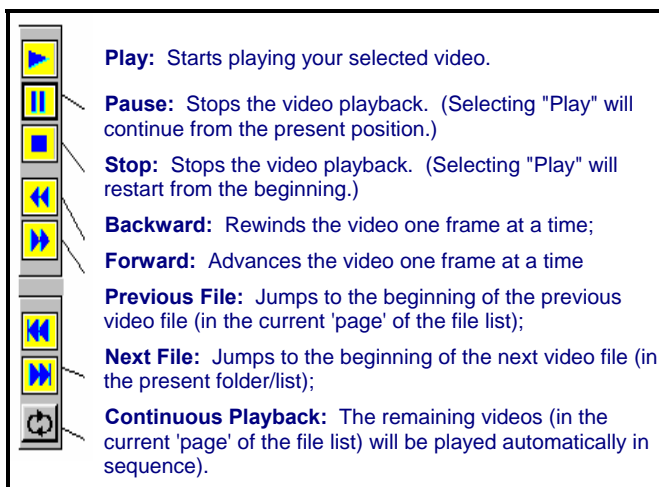 Play:  Starts playing your selected video.
Pause:  Stops the video playback.  (Selecting "Play" will
continue from the present position.)
Stop:  Stops the video playback.  (Selecting "Play" will
restart from the beginning.)
Backward:  Rewinds the video one frame at a time;
Forward:  Advances the video one frame at a time
Previous File:  Jumps to the beginning of the previous
video file (in the current 'page' of the file list);
Next File:  Jumps to the beginning of the next video file (in
the present folder/list);
Continuous Playback:  The remaining videos (in the
current 'page' of the file list) will be played automatically in
sequence).